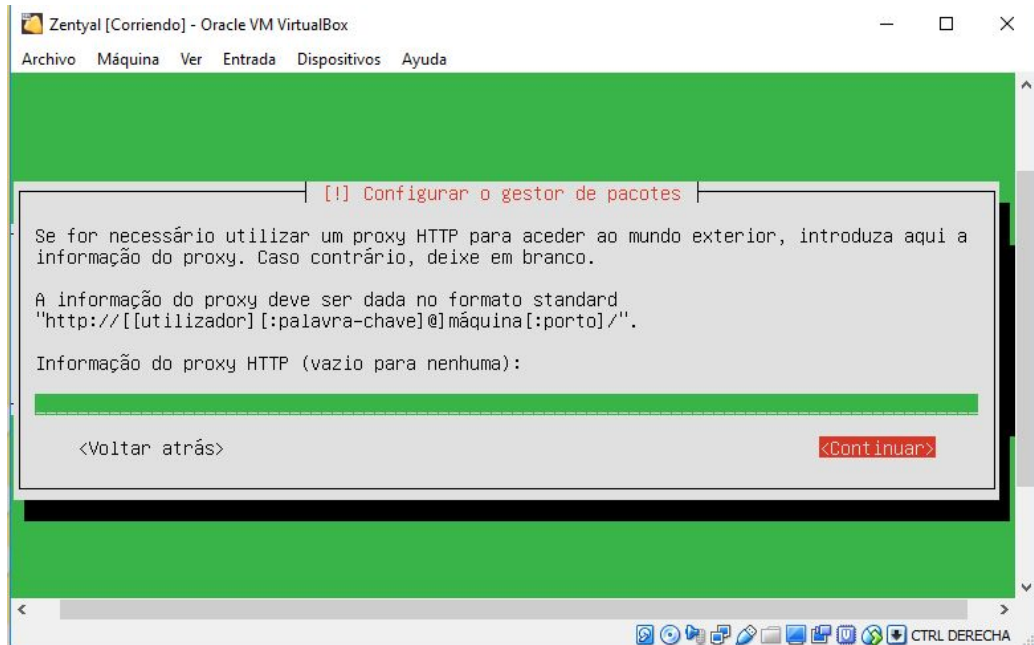 Zentyal [Corriendo] - Oracle VM VirtualBox
Archivo Máquina Ver Entrada Dispositivos Ayuda
[!] Configurar o gestor de pacotes
Se for necessário utilizar um proxy HTTP para aceder ao mundo exterior, introduza aqui a
informação do proxy. Caso contrário, deixe em branco.
A informação do proxy deve ser dada no formato standard
"http://[[utilizador][:palavra-chave]@]máquina[:porto]/".
Informação do proxy HTTP (vazio para nenhuma):
<Voltar atrás> <Continuar>
CTRL DERECHA